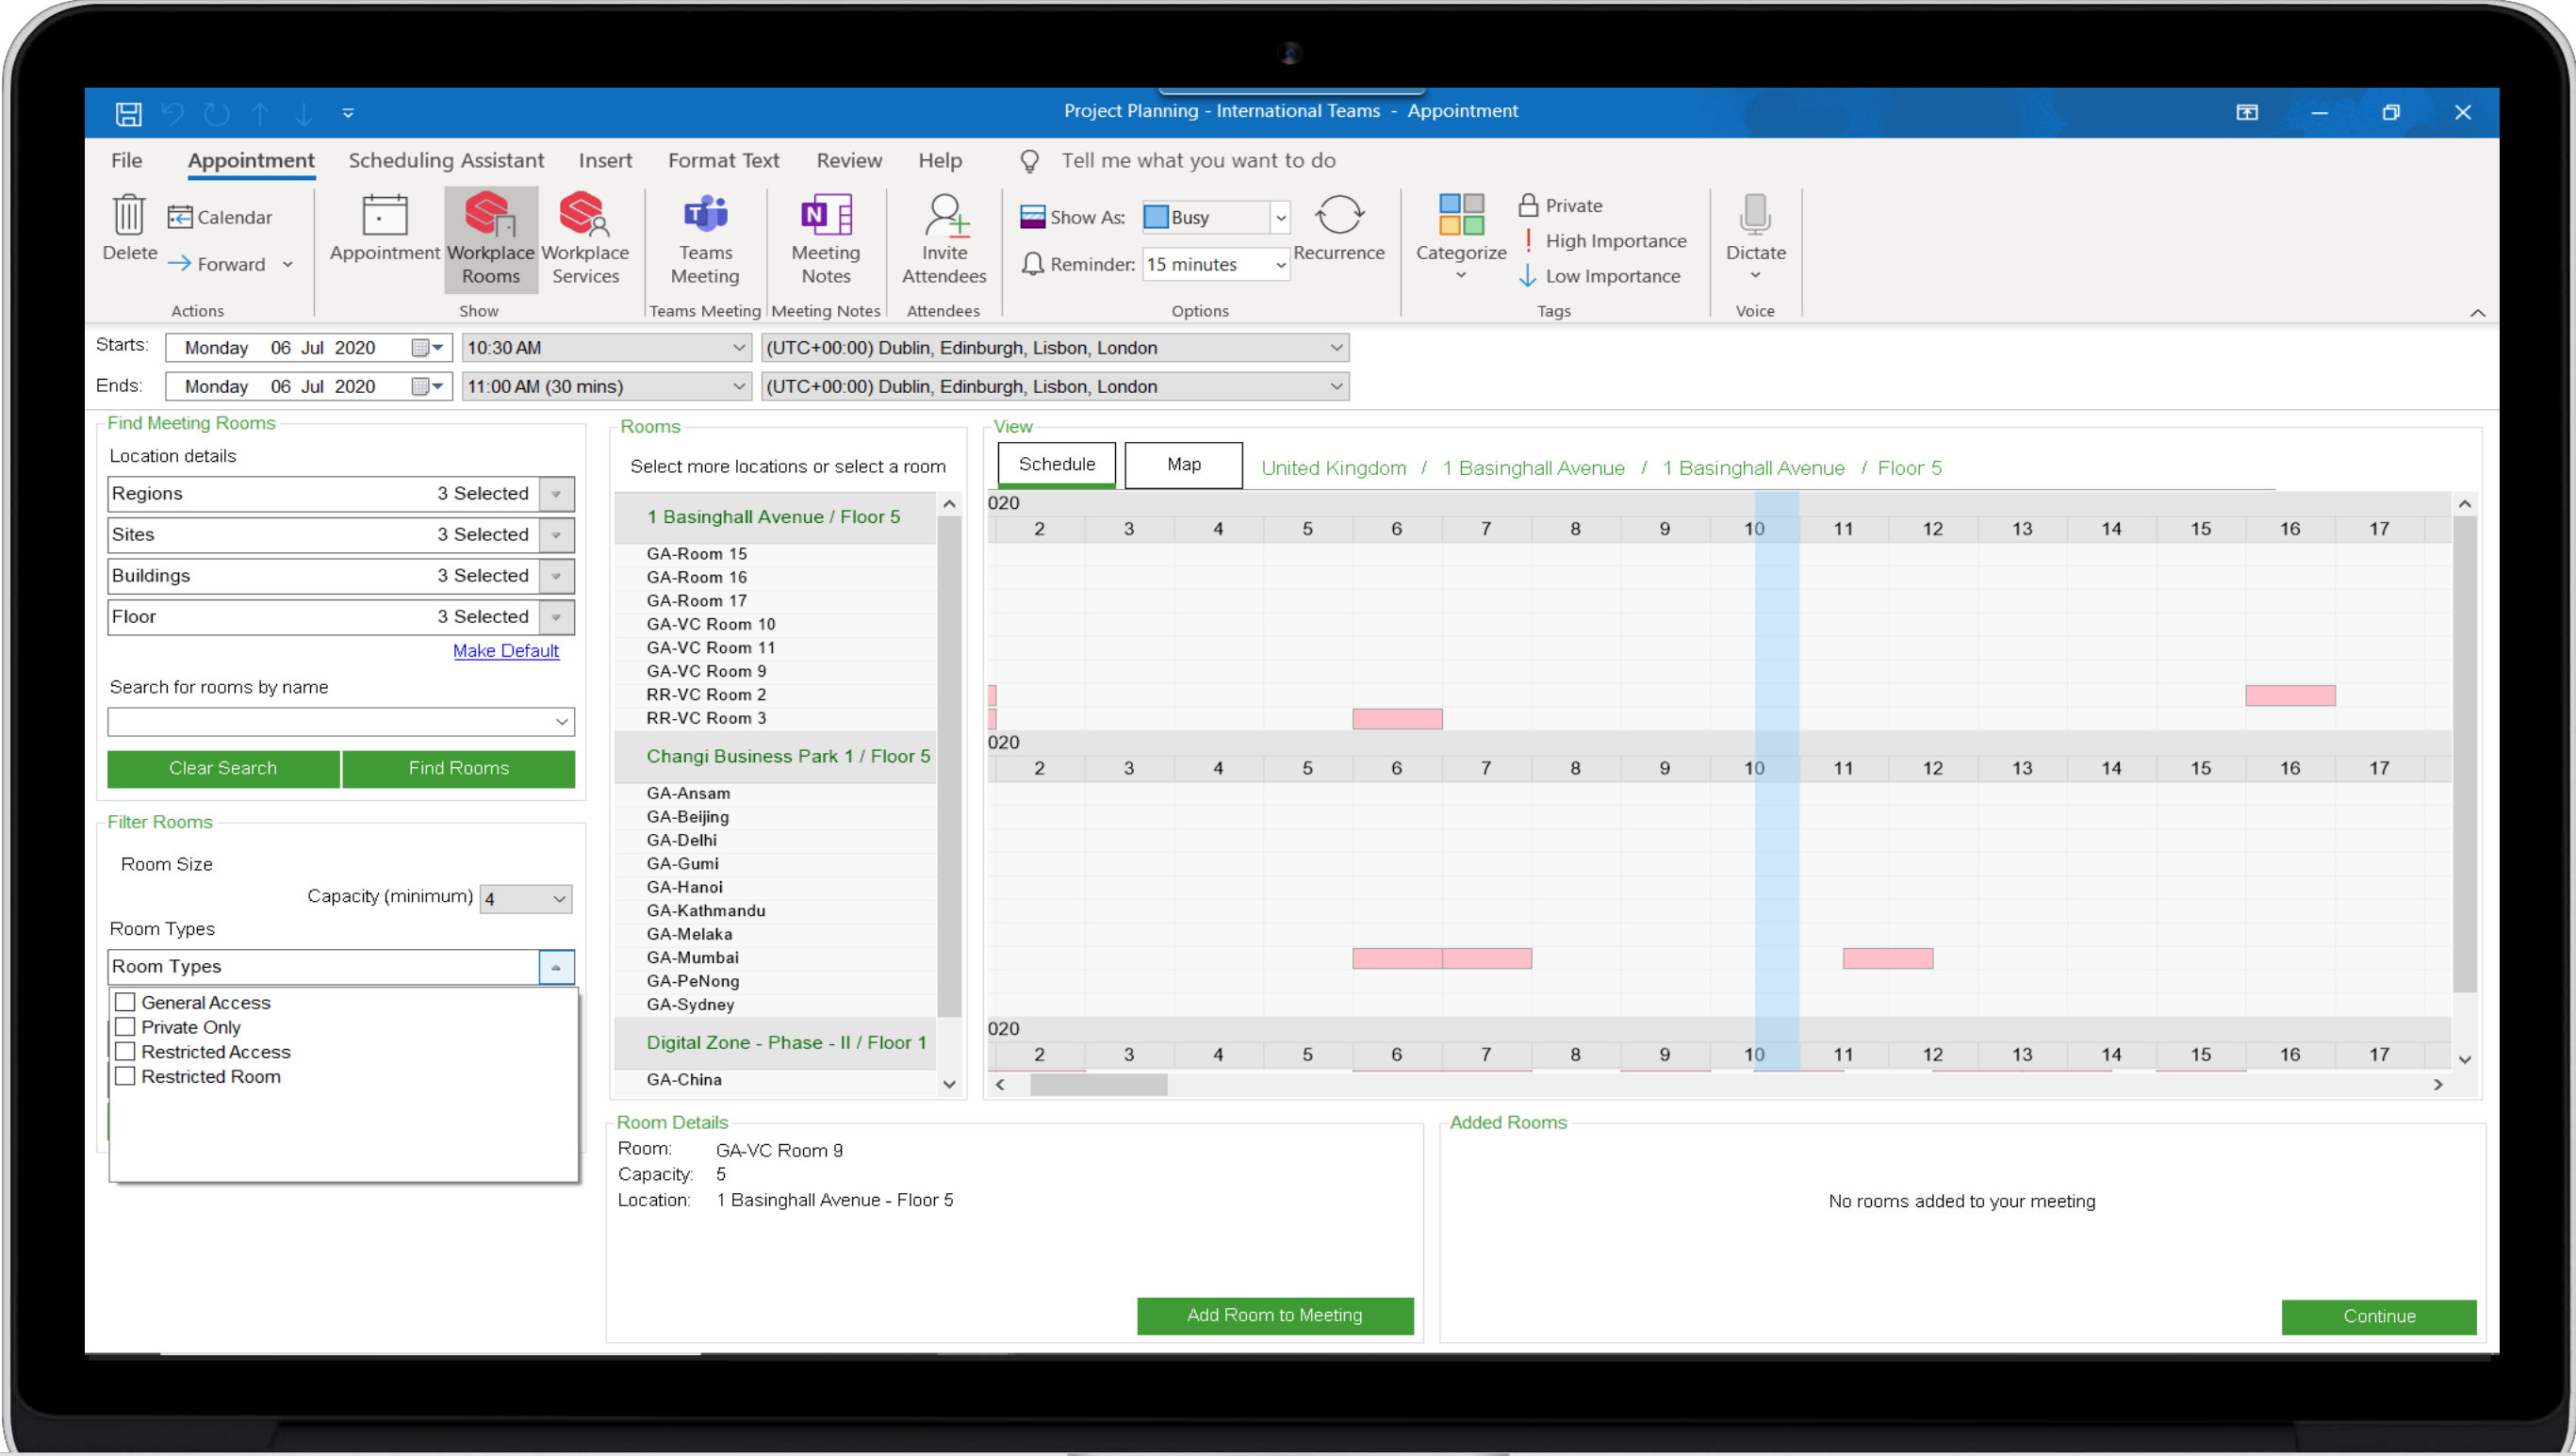 Project Planning - International Teams - Appointment
File Appointment Scheduling Assistant Insert Format Text Review Help Tell me what you want to do
Delete
Calendar
Forward
Actions
Appointment
Workplace
Rooms
Workplace
Services
Show
Teams
Meeting
Teams Meeting
Meeting
Notes
Meeting Notes
Invite
Attendees
Attendees
Show As: Busy
Reminder: 15 minutes
Recurrence
Options
Categorize
Private
High Importance
Low Importance
Tags
Dictate
Voice
Starts: Monday 06 Jul 2020 10:30 AM (UTC+00:00) Dublin, Edinburgh, Lisbon, London
Ends: Monday 06 Jul 2020 11:00 AM (30 mins) (UTC+00:00) Dublin, Edinburgh, Lisbon, London
Find Meeting Rooms
Location details
Regions 3 Selected
Sites 3 Selected
Buildings 3 Selected
Floor 3 Selected
Make Default
Search for rooms by name
Clear Search Find Rooms
Filter Rooms
Room Size
Capacity (minimum) 4
Room Types
Room Types
General Access
Private Only
Restricted Access
Restricted Room
Rooms
Select more locations or select a room
1 Basinghall Avenue / Floor 5
GA-Room 15
GA-Room 16
GA-Room 17
GA-VC Room 10
GA-VC Room 11
GA-VC Room 9
RR-VC Room 2
RR-VC Room 3
Changi Business Park 1 / Floor 5
GA-Ansam
GA-Beijing
GA-Delhi
GA-Gumi
GA-Hanoi
GA-Kathmandu
GA-Melaka
GA-Mumbai
GA-PeNong
GA-Sydney
Digital Zone - Phase - II / Floor 1
GA-China
View
Schedule Map United Kingdom / 1 Basinghall Avenue / 1 Basinghall Avenue / Floor 5
020
2 3 4 5 6 7 8 9 10 11 12 13 14 15 16 17
020
2 3 4 5 6 7 8 9 10 11 12 13 14 15 16 17
020
2 3 4 5 6 7 8 9 10 11 12 13 14 15 16 17
Room Details
Room: GA-VC Room 9
Capacity: 5
Location: 1 Basinghall Avenue - Floor 5
Add Room to Meeting
Added Rooms
No rooms added to your meeting
Continue